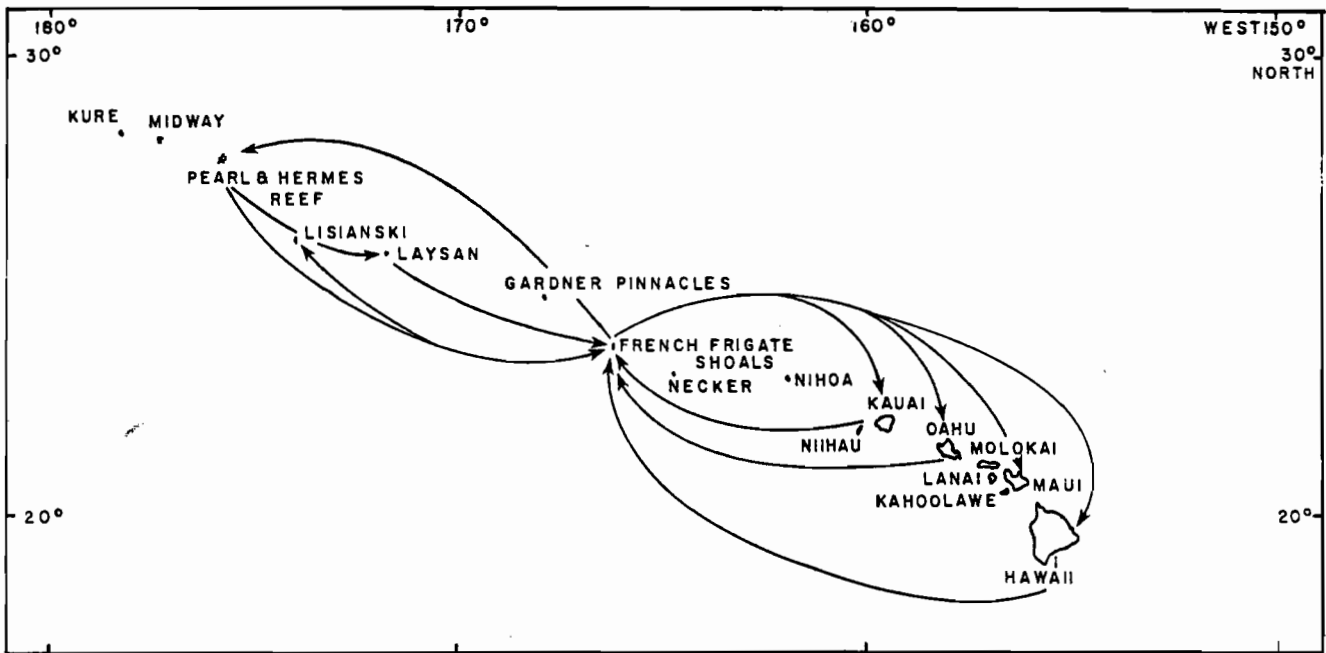 180°
170°
160°
WEST150°
30°
30°
NORTH
KURE
MIDWAY
PEARL & HERMES
REEF
LISIANSKI
LAYSAN
GARDNER PINNACLES
FRENCH FRIGATE
SHOALS
NECKER
NIHOA
KAUAI
NIIHAU
OAHU
MOLOKAI
LANAI
MAUI
KAHOOLAWE
20°
20°
HAWAII